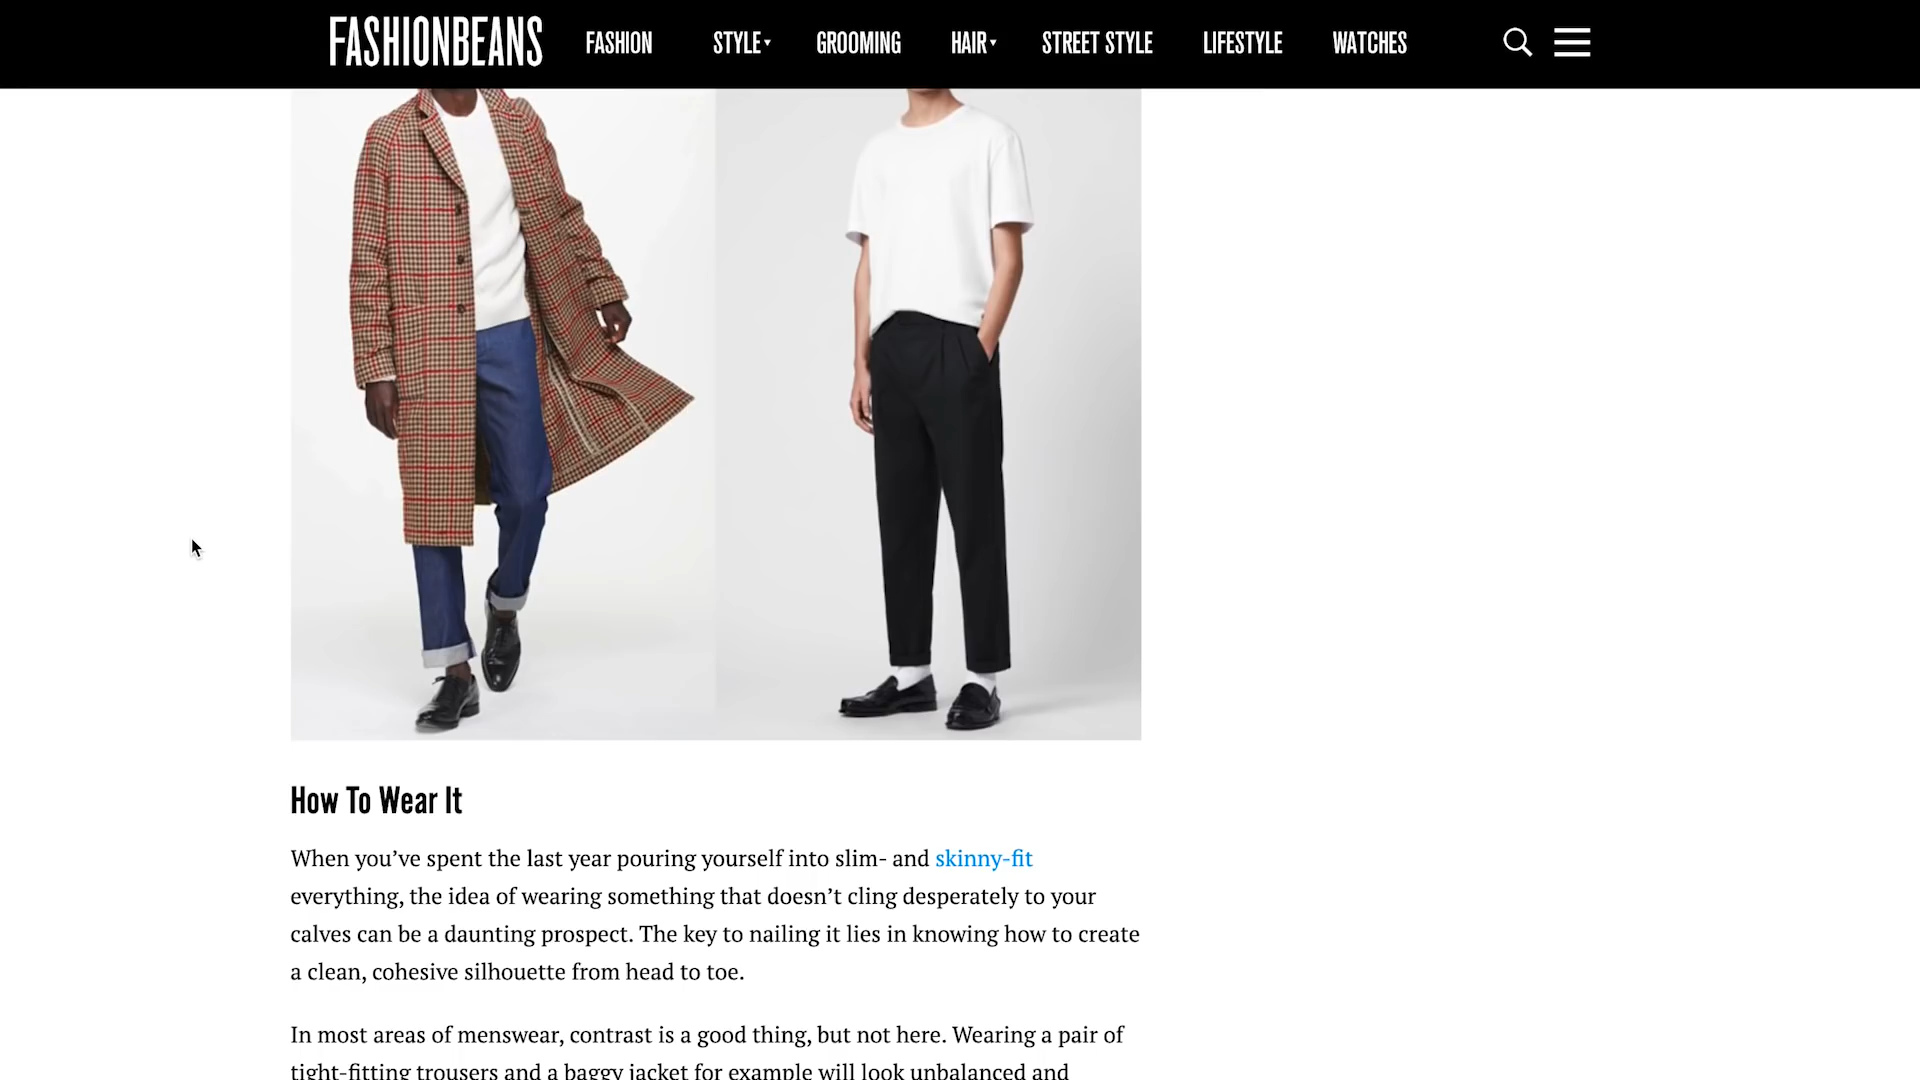 FASHIONBEANS FASHION STYLE GROOMING HAIR STREET STYLE LIFESTYLE WATCHES
How To Wear It
When you’ve spent the last year pouring yourself into slim- and skinny-fit
everything, the idea of wearing something that doesn’t cling desperately to your
calves can be a daunting prospect. The key to nailing it lies in knowing how to create
a clean, cohesive silhouette from head to toe.
In most areas of menswear, contrast is a good thing, but not here. Wearing a pair of
tight-fitting trousers and a baggy jacket for example will look unbalanced and